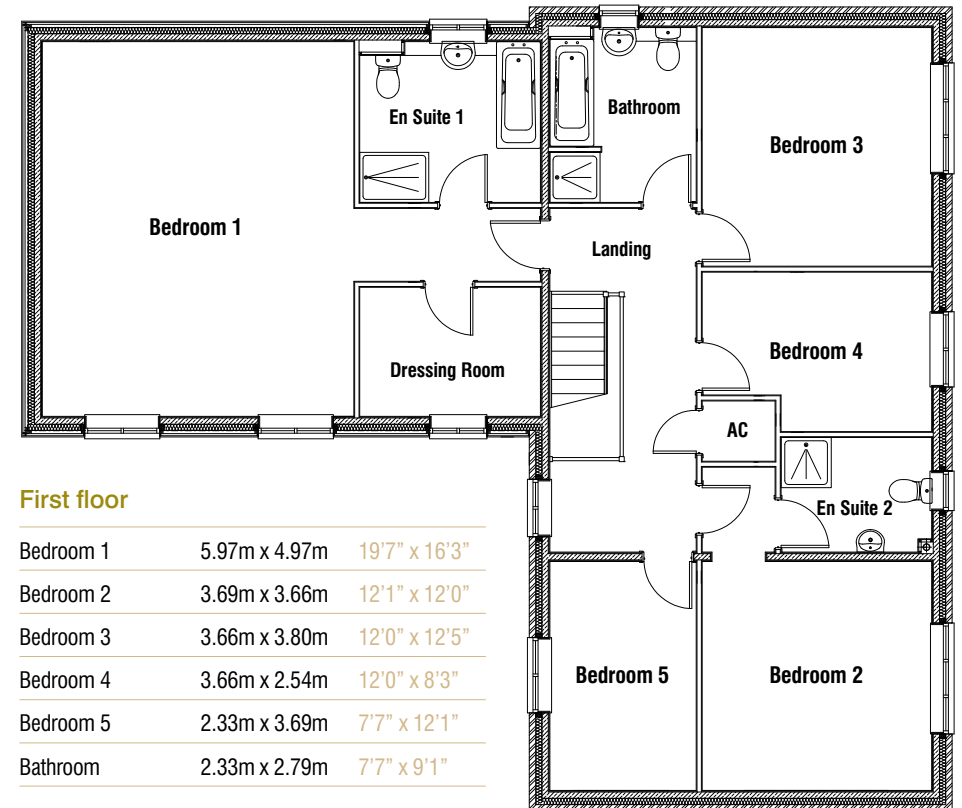 En Suite 1
Bathroom
Bedroom 3
Bedroom 1
Landing
Bedroom 4
Dressing Room
AC
En Suite 2
Bedroom 5
Bedroom 2
First floor
Bedroom 1 5.97m x 4.97m 19’7” x 16’3”
Bedroom 2 3.69m x 3.66m 12’1” x 12’0”
Bedroom 3 3.66m x 3.80m 12’0” x 12’5”
Bedroom 4 3.66m x 2.54m 12’0” x 8’3”
Bedroom 5 2.33m x 3.69m 7’7” x 12’1”
Bathroom 2.33m x 2.79m 7’7” x 9’1”